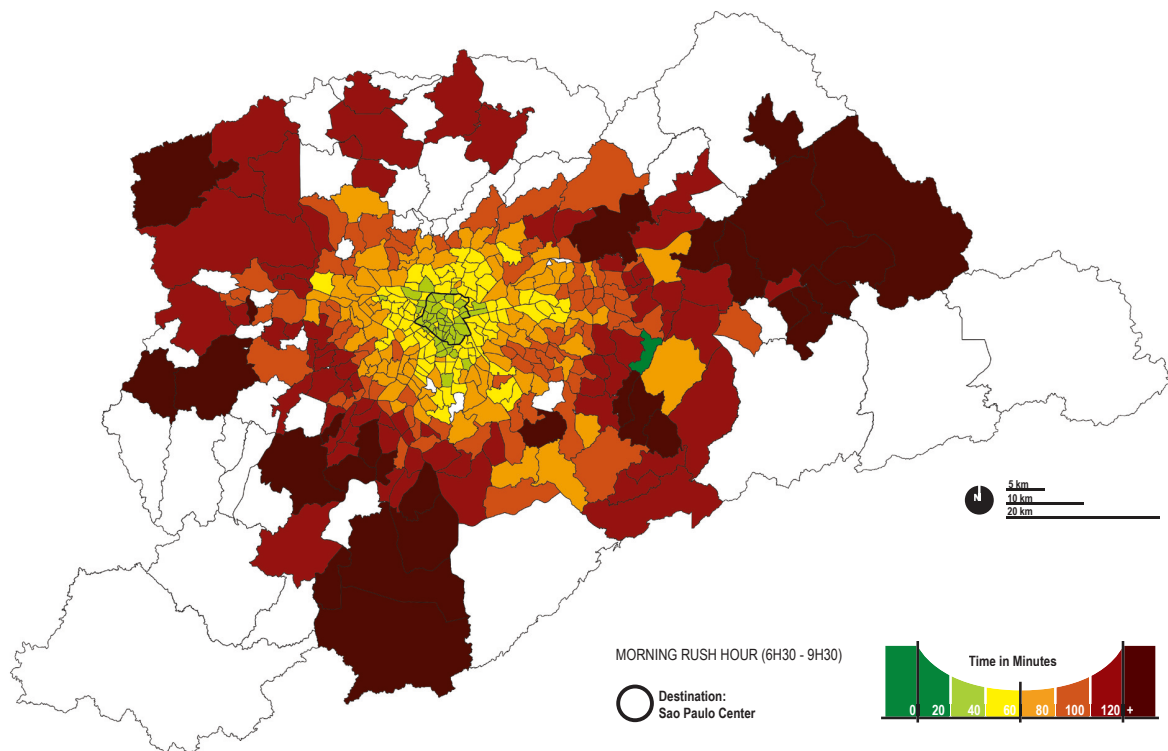 N
5 km
10 km
20 km
MORNING RUSH HOUR (6H30 - 9H30)
Destination:
Sao Paulo Center
Time in Minutes
0 20 40 60 80 100 120 +